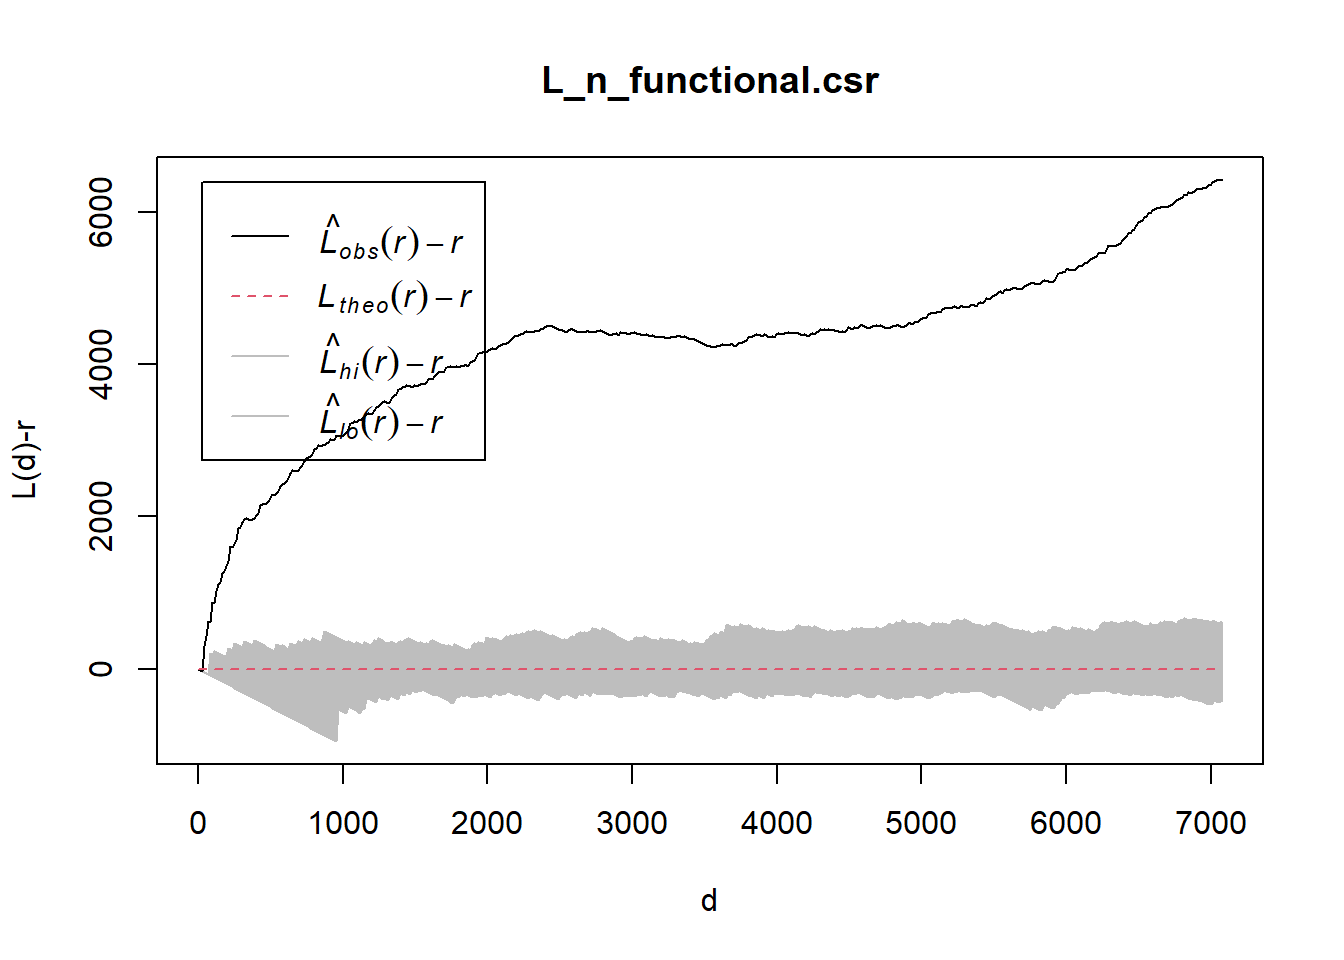 L_n_functional.csr
L̂obs(r) − r
Ltheo(r) − r
L̂hi(r) − r
L̂lo(r) − r
L(d)-r
6000
4000
2000
0
0 1000 2000 3000 4000 5000 6000 7000
d